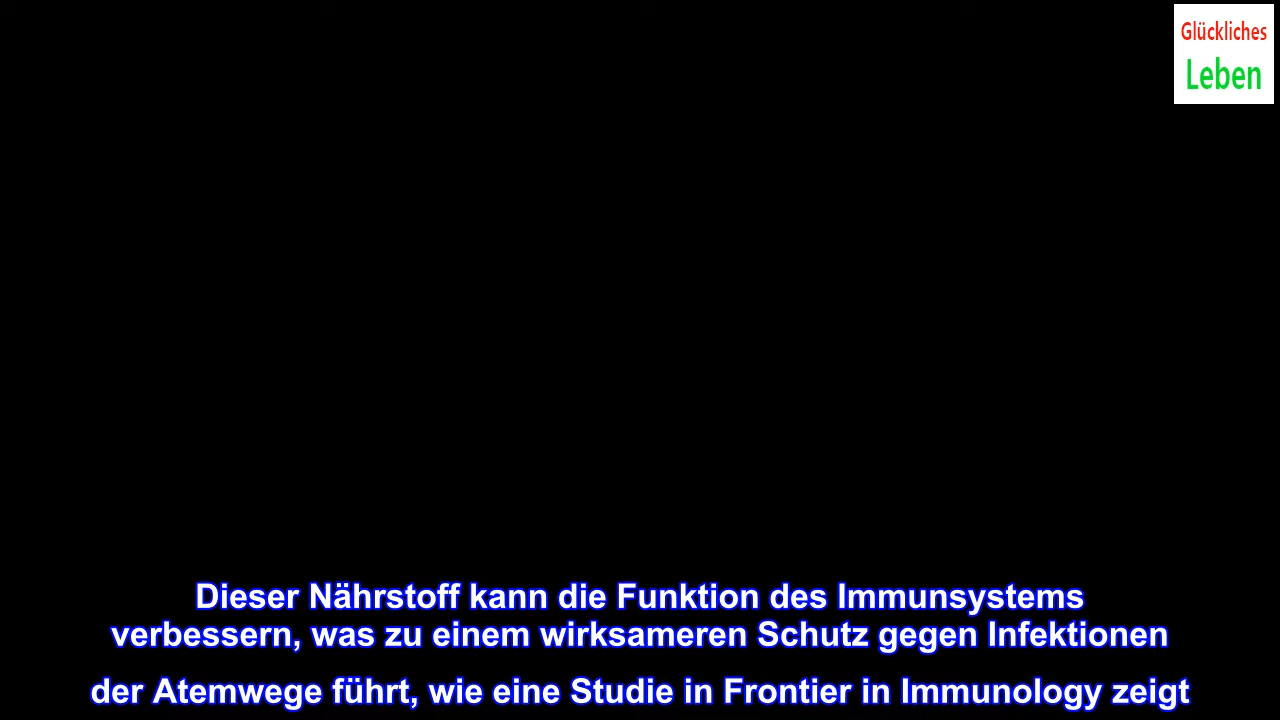 Glückliches
Leben
Dieser Nährstoff kann die Funktion des Immunsystems
verbessern, was zu einem wirksameren Schutz gegen Infektionen
der Atemwege führt, wie eine Studie in Frontier in Immunology zeigt